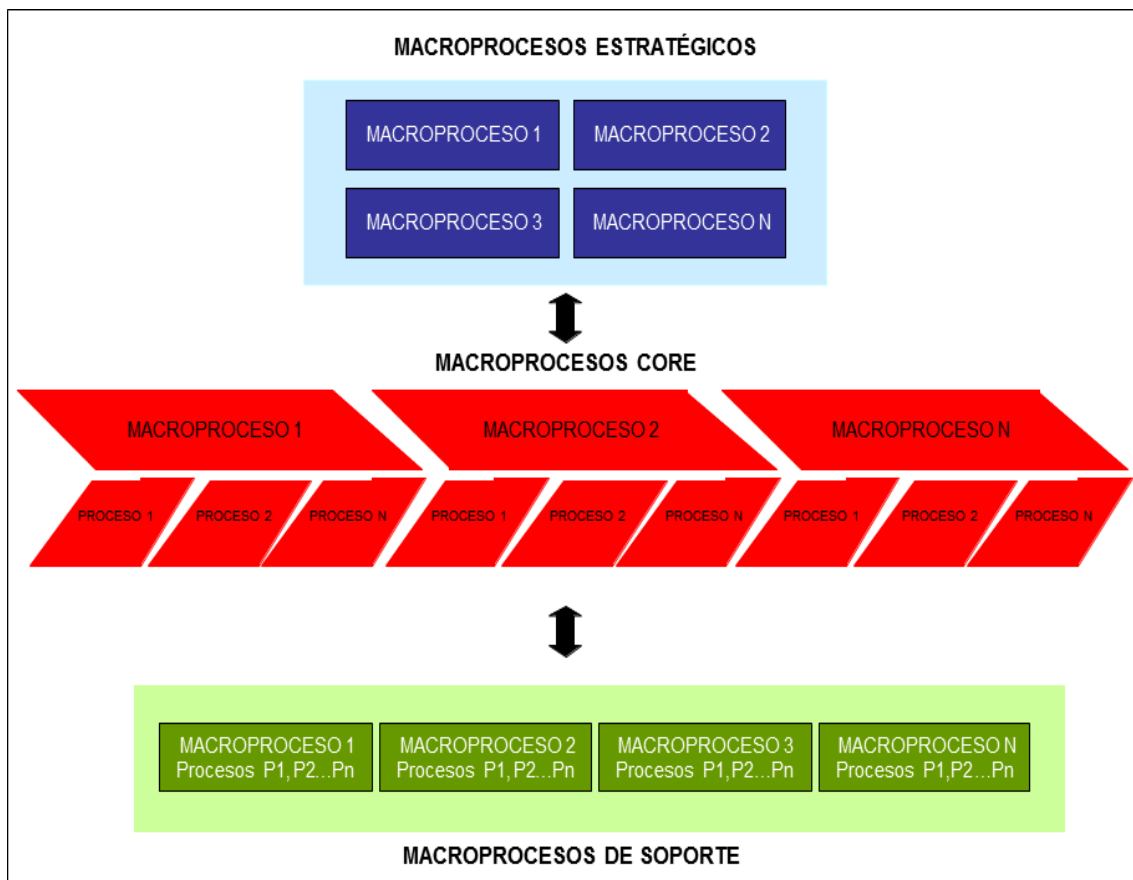 MACROPROCESOS ESTRATÉGICOS
MACROPROCESO 1
MACROPROCESO 2
MACROPROCESO 3
MACROPROCESO N
MACROPROCESOS CORE
MACROPROCESO 1
MACROPROCESO 2
MACROPROCESO N
PROCESO 1
PROCESO 2
PROCESO N
PROCESO 1
PROCESO 2
PROCESO N
PROCESO 1
PROCESO 2
PROCESO N
MACROPROCESO 1
Procesos P1,P2...Pn
MACROPROCESO 2
Procesos P1,P2...Pn
MACROPROCESO 3
Procesos P1,P2...Pn
MACROPROCESO N
Procesos P1,P2...Pn
MACROPROCESOS DE SOPORTE